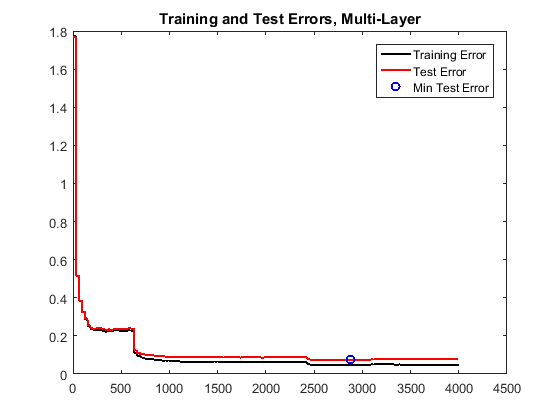 Training and Test Errors, Multi-Layer
1.8
1.6
1.4
1.2
1
0.8
0.6
0.4
0.2
0
Training Error
Test Error
Min Test Error
0 500 1000 1500 2000 2500 3000 3500 4000 4500